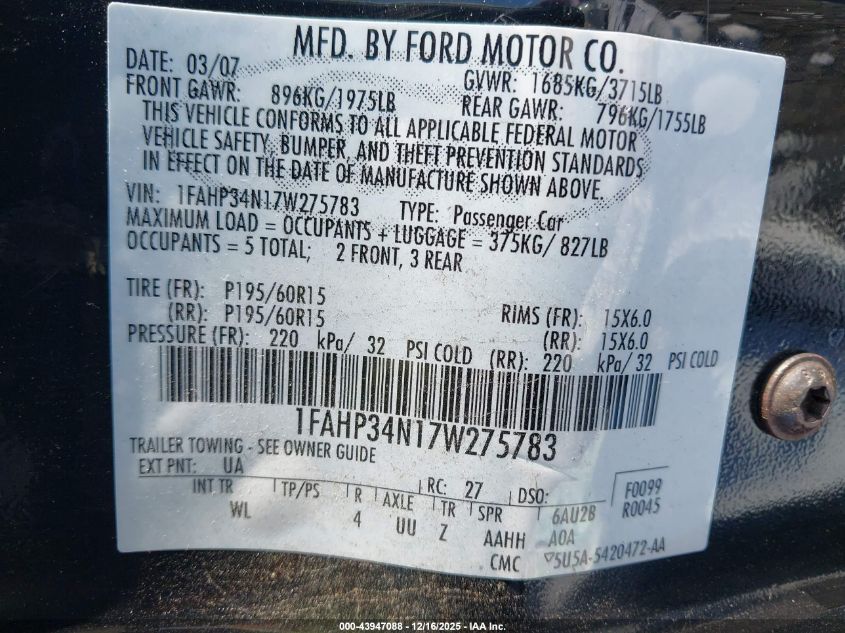 MFD. BY FORD MOTOR CO.
DATE: 03/07 GVWR: 1685KG/3715LB
FRONT GAWR: 896KG/1975LB REAR GAWR: 796KG/1755LB
THIS VEHICLE CONFORMS TO ALL APPLICABLE FEDERAL MOTOR
VEHICLE SAFETY, BUMPER, AND THEFT PREVENTION STANDARDS
IN EFFECT ON THE DATE OF MANUFACTURE SHOWN ABOVE.
VIN: 1FAHP34N17W275783 TYPE: Passenger Car
MAXIMUM LOAD = OCCUPANTS + LUGGAGE = 375KG/ 827LB
OCCUPANTS = 5 TOTAL; 2 FRONT, 3 REAR
TIRE (FR): P195/60R15 RIMS (FR): 15X6.0
(RR): P195/60R15 (RR): 15X6.0
PRESSURE (FR): 220 kPa/ 32 PSI COLD (RR): 220 kPa/ 32 PSI COLD
1FAHP34N17W275783
TRAILER TOWING - SEE OWNER GUIDE
EXT PNT: UA RC: 27 DSO: F0099
INT TR TP/PS R AXLE TR SPR 6AU2B R0045
WL 4 UU Z AAHH A0A
CMC ▽5U5A-5420472-AA
000-43947088 - 12/16/2025 - IAA Inc.